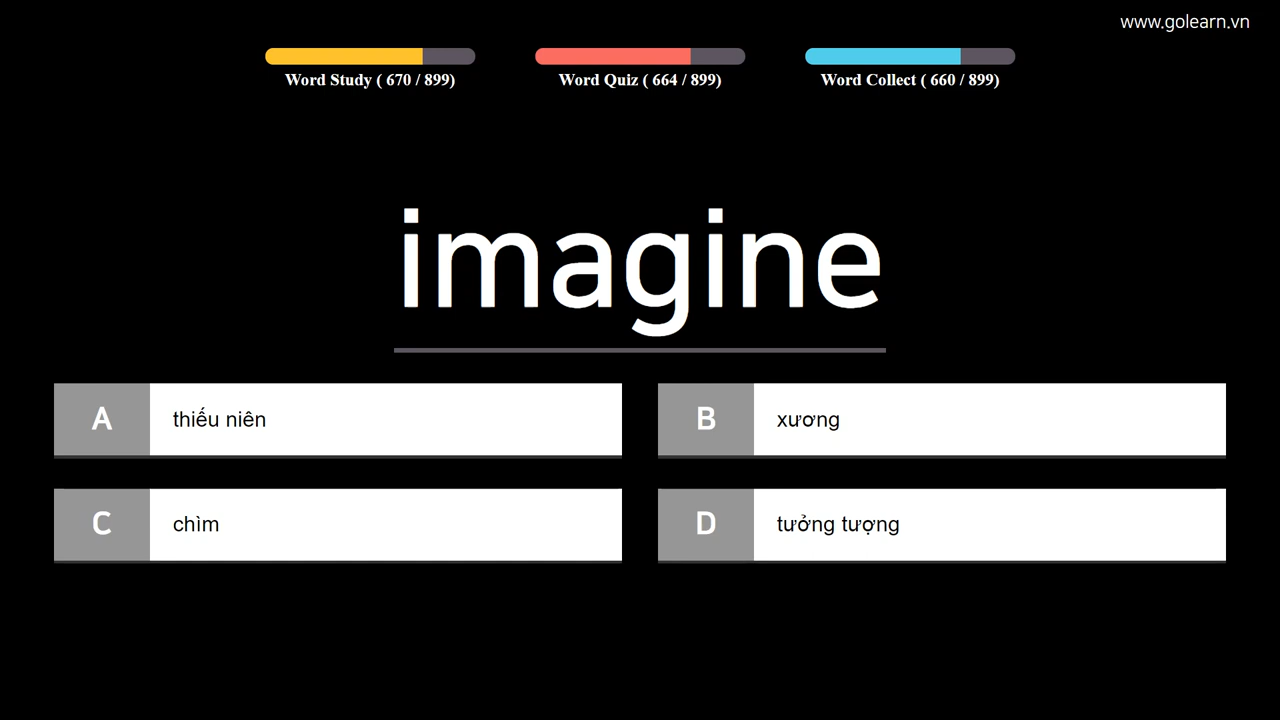 www.golearn.vn
Word Study ( 670 / 899)
Word Quiz ( 664 / 899)
Word Collect ( 660 / 899)
imagine
A thiếu niên
B xương
C chìm
D tưởng tượng